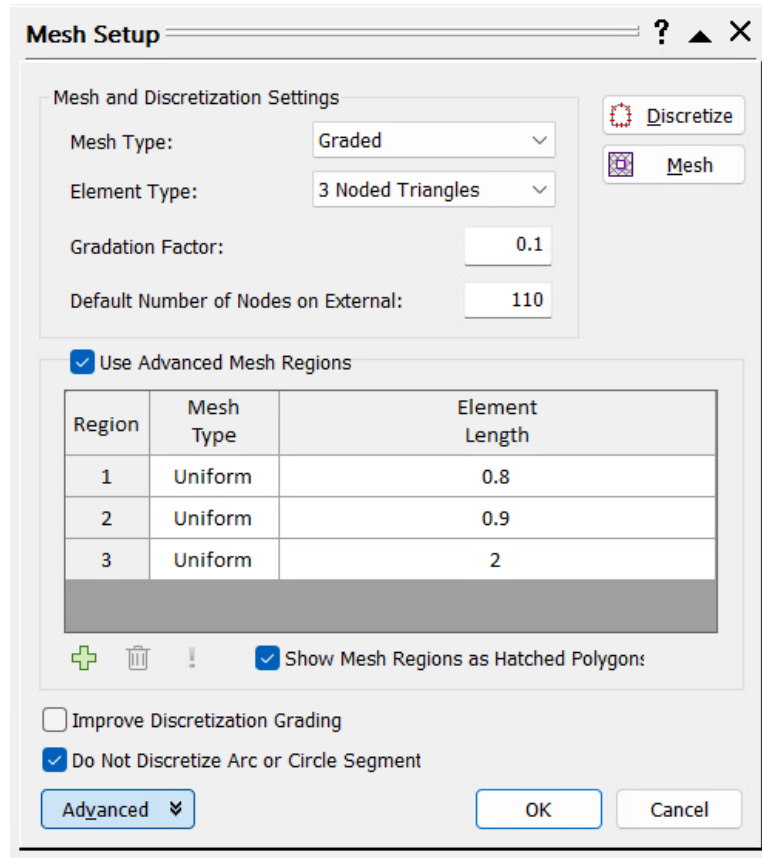 Mesh Setup ?
Mesh and Discretization Settings
Discretize
Mesh Type: Graded
Mesh
Element Type: 3 Noded Triangles
Gradation Factor: 0.1
Default Number of Nodes on External: 110
Use Advanced Mesh Regions
Region Mesh Type Element Length
1 Uniform 0.8
2 Uniform 0.9
3 Uniform 2
Show Mesh Regions as Hatched Polygons
Improve Discretization Grading
Do Not Discretize Arc or Circle Segment
Advanced
OK Cancel